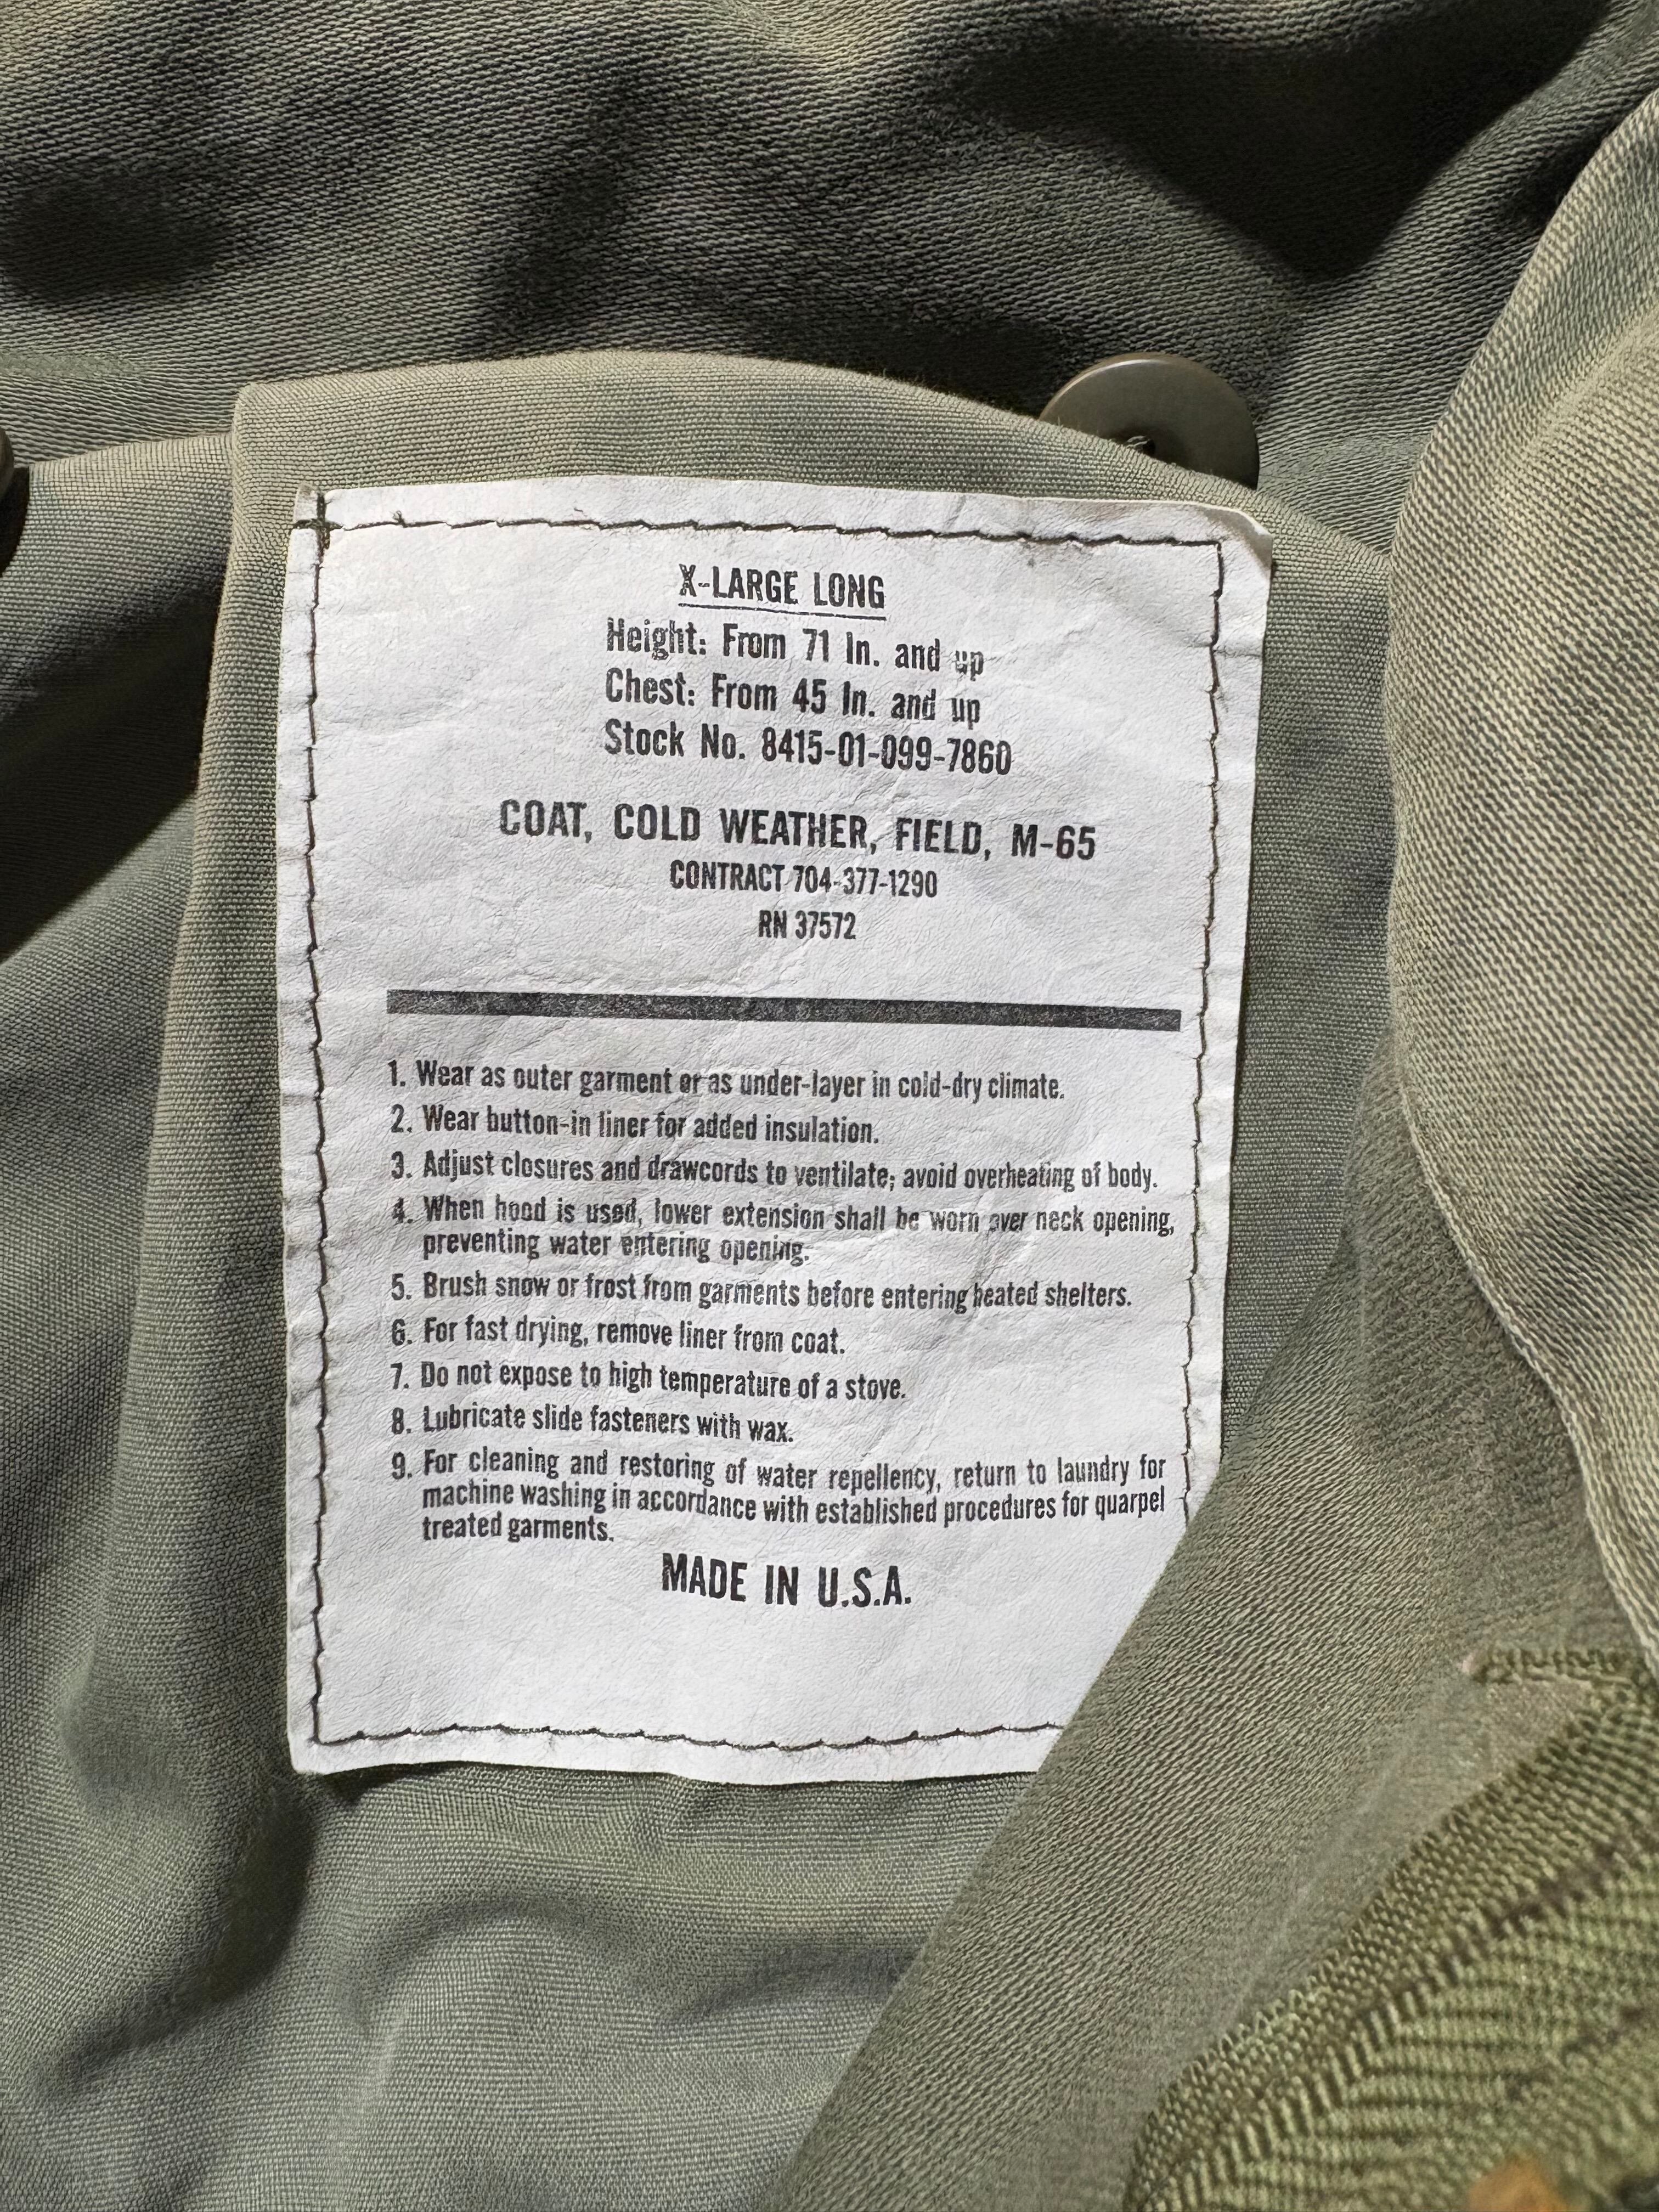 X-LARGE LONG
Height: From 71 In. and up
Chest: From 45 In. and up
Stock No. 8415-01-099-7860
COAT, COLD WEATHER, FIELD, M-65
CONTRACT 704-377-1290
RN 37572
1. Wear as outer garment or as under-layer in cold-dry climate.
2. Wear button-in liner for added insulation.
3. Adjust closures and drawcords to ventilate; avoid overheating of body.
4. When hood is used, lower extension shall be worn over neck opening,
preventing water entering opening.
5. Brush snow or frost from garments before entering heated shelters.
6. For fast drying, remove liner from coat.
7. Do not expose to high temperature of a stove.
8. Lubricate slide fasteners with wax.
9. For cleaning and restoring of water repellency, return to laundry for
machine washing in accordance with established procedures for quarpel
treated garments.
MADE IN U.S.A.